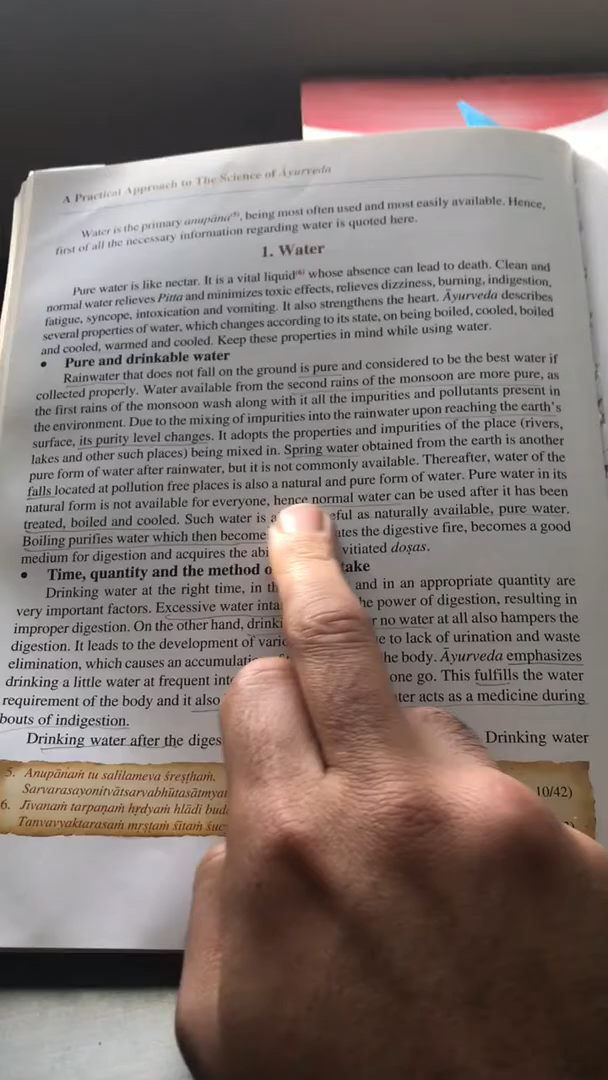 A Practical Approach to The Science of Āyurveda
Water is the primary anupāna⁽⁵⁾, being most often used and most easily available. Hence,
first of all the necessary information regarding water is quoted here.
1. Water
Pure water is like nectar. It is a vital liquid⁽⁶⁾ whose absence can lead to death. Clean and
normal water relieves Pitta and minimizes toxic effects, relieves dizziness, burning, indigestion,
fatigue, syncope, intoxication and vomiting. It also strengthens the heart. Āyurveda describes
several properties of water, which changes according to its state, on being boiled, cooled, boiled
and cooled, warmed and cooled. Keep these properties in mind while using water.
• Pure and drinkable water
Rainwater that does not fall on the ground is pure and considered to be the best water if
collected properly. Water available from the second rains of the monsoon are more pure, as
the first rains of the monsoon wash along with it all the impurities and pollutants present in
the environment. Due to the mixing of impurities into the rainwater upon reaching the earth's
surface, its purity level changes. It adopts the properties and impurities of the place (rivers,
lakes and other such places) being mixed in. Spring water obtained from the earth is another
pure form of water after rainwater, but it is not commonly available. Thereafter, water of the
falls located at pollution free places is also a natural and pure form of water. Pure water in its
natural form is not available for everyone, hence normal water can be used after it has been
treated, boiled and cooled. Such water is eful as naturally available, pure water.
Boiling purifies water which then become ates the digestive fire, becomes a good
medium for digestion and acquires the abi vitiated doṣas.
• Time, quantity and the method o take
Drinking water at the right time, in th and in an appropriate quantity are
very important factors. Excessive water inta he power of digestion, resulting in
improper digestion. On the other hand, drink r no water at all also hampers the
digestion. It leads to the development of vari e to lack of urination and waste
elimination, which causes an accumulati he body. Āyurveda emphasizes
drinking a little water at frequent int one go. This fulfills the water
requirement of the body and it also ter acts as a medicine during
bouts of indigestion.
Drinking water after the diges Drinking water
5. Anupānaṁ tu salilameva śreṣṭhaṁ.
Sarvarasayonitvātsarvabhūtasātmya 10/42)
6. Jīvanaṁ tarpaṇaṁ hṛdyaṁ hlādi bud
Tanvavyaktarasaṁ mṛṣṭaṁ śītaṁ śuc